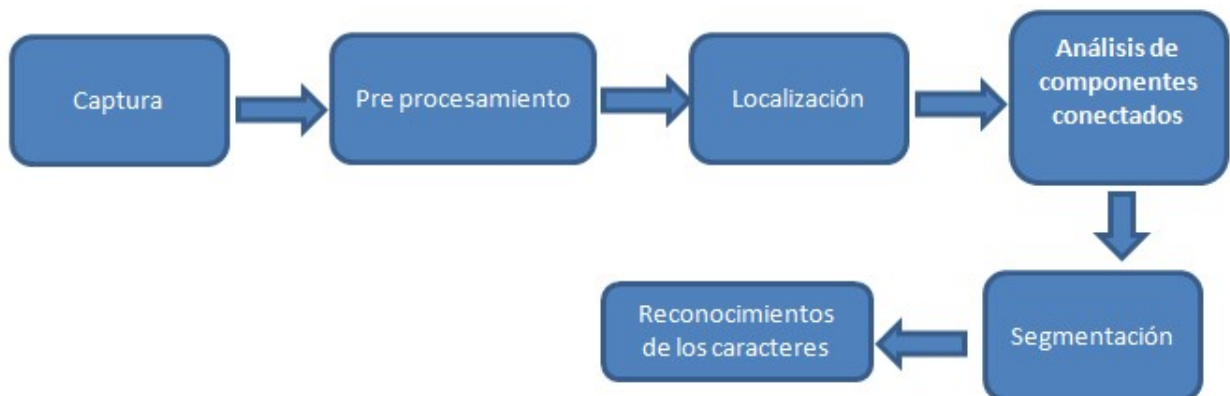 Captura
Pre procesamiento
Localización
Análisis de
componentes
conectados
Segmentación
Reconocimientos
de los caracteres